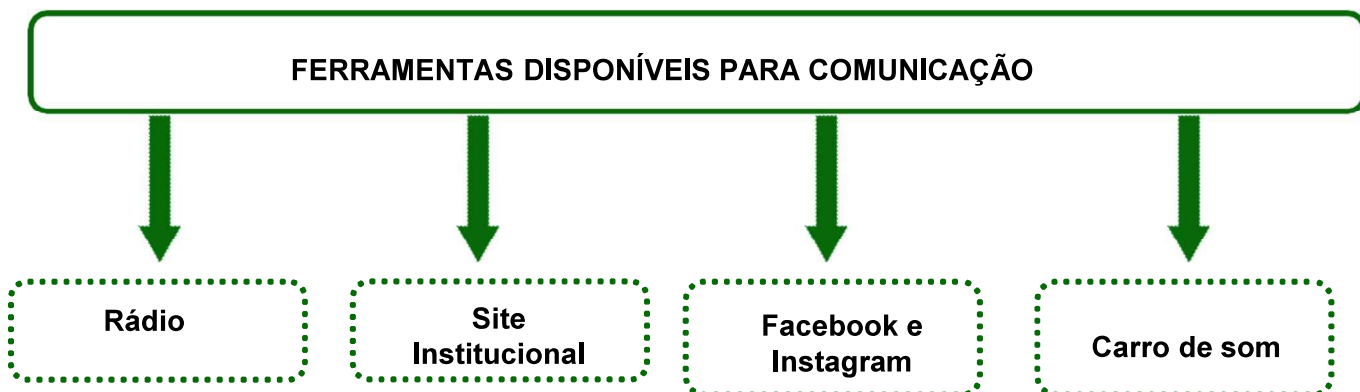 FERRAMENTAS DISPONÍVEIS PARA COMUNICAÇÃO
Rádio
Site
Institucional
Facebook e
Instagram
Carro de som